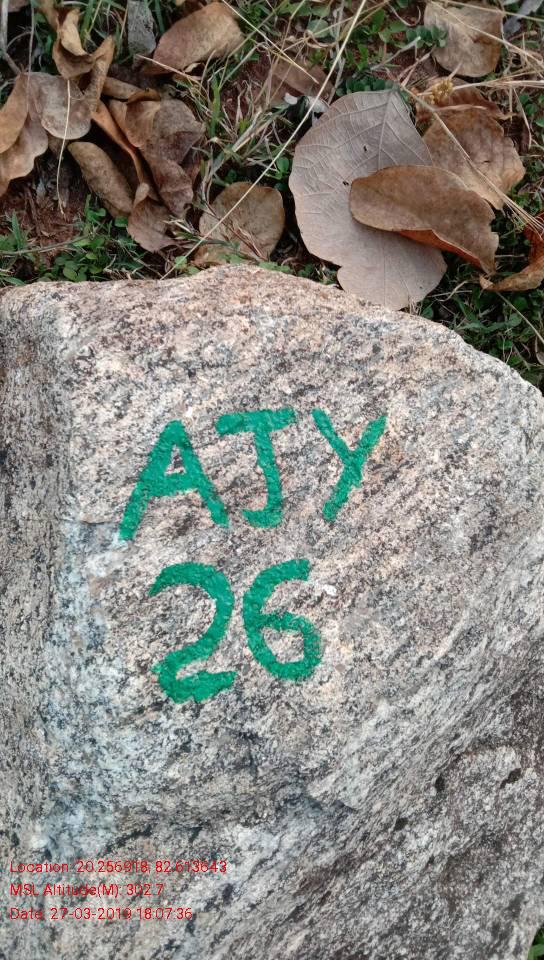 AJY
26
Location: 20.256918, 82.613643
MSL Altitude(M): 302.7
Date: 27-03-2019 18:07:36